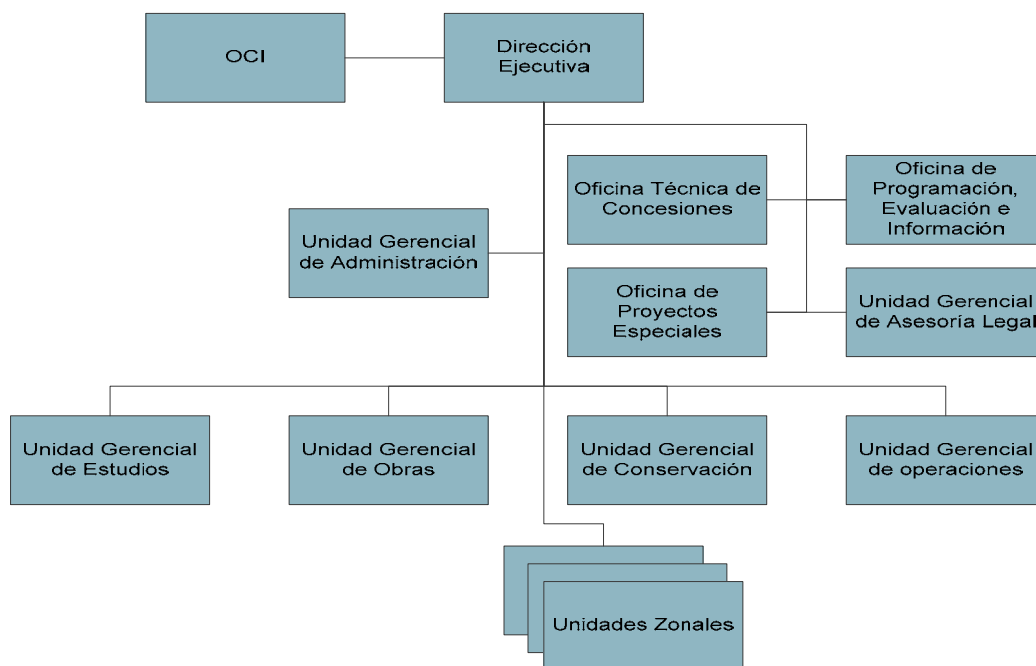 OCI
Dirección
Ejecutiva
Oficina Técnica de
Concesiones
Oficina de
Programación,
Evaluación e
Información
Unidad Gerencial
de Administración
Oficina de
Proyectos
Especiales
Unidad Gerencial
de Asesoría Legal
Unidad Gerencial
de Estudios
Unidad Gerencial
de Obras
Unidad Gerencial
de Conservación
Unidad Gerencial
de operaciones
Unidades Zonales